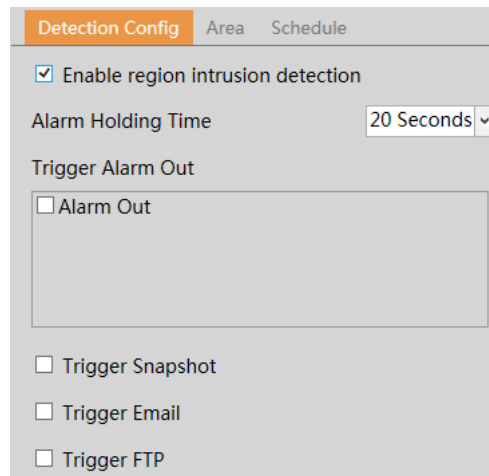 Detection Config Area Schedule
Enable region intrusion detection
Alarm Holding Time 20 Seconds
Trigger Alarm Out
Alarm Out
Trigger Snapshot
Trigger Email
Trigger FTP